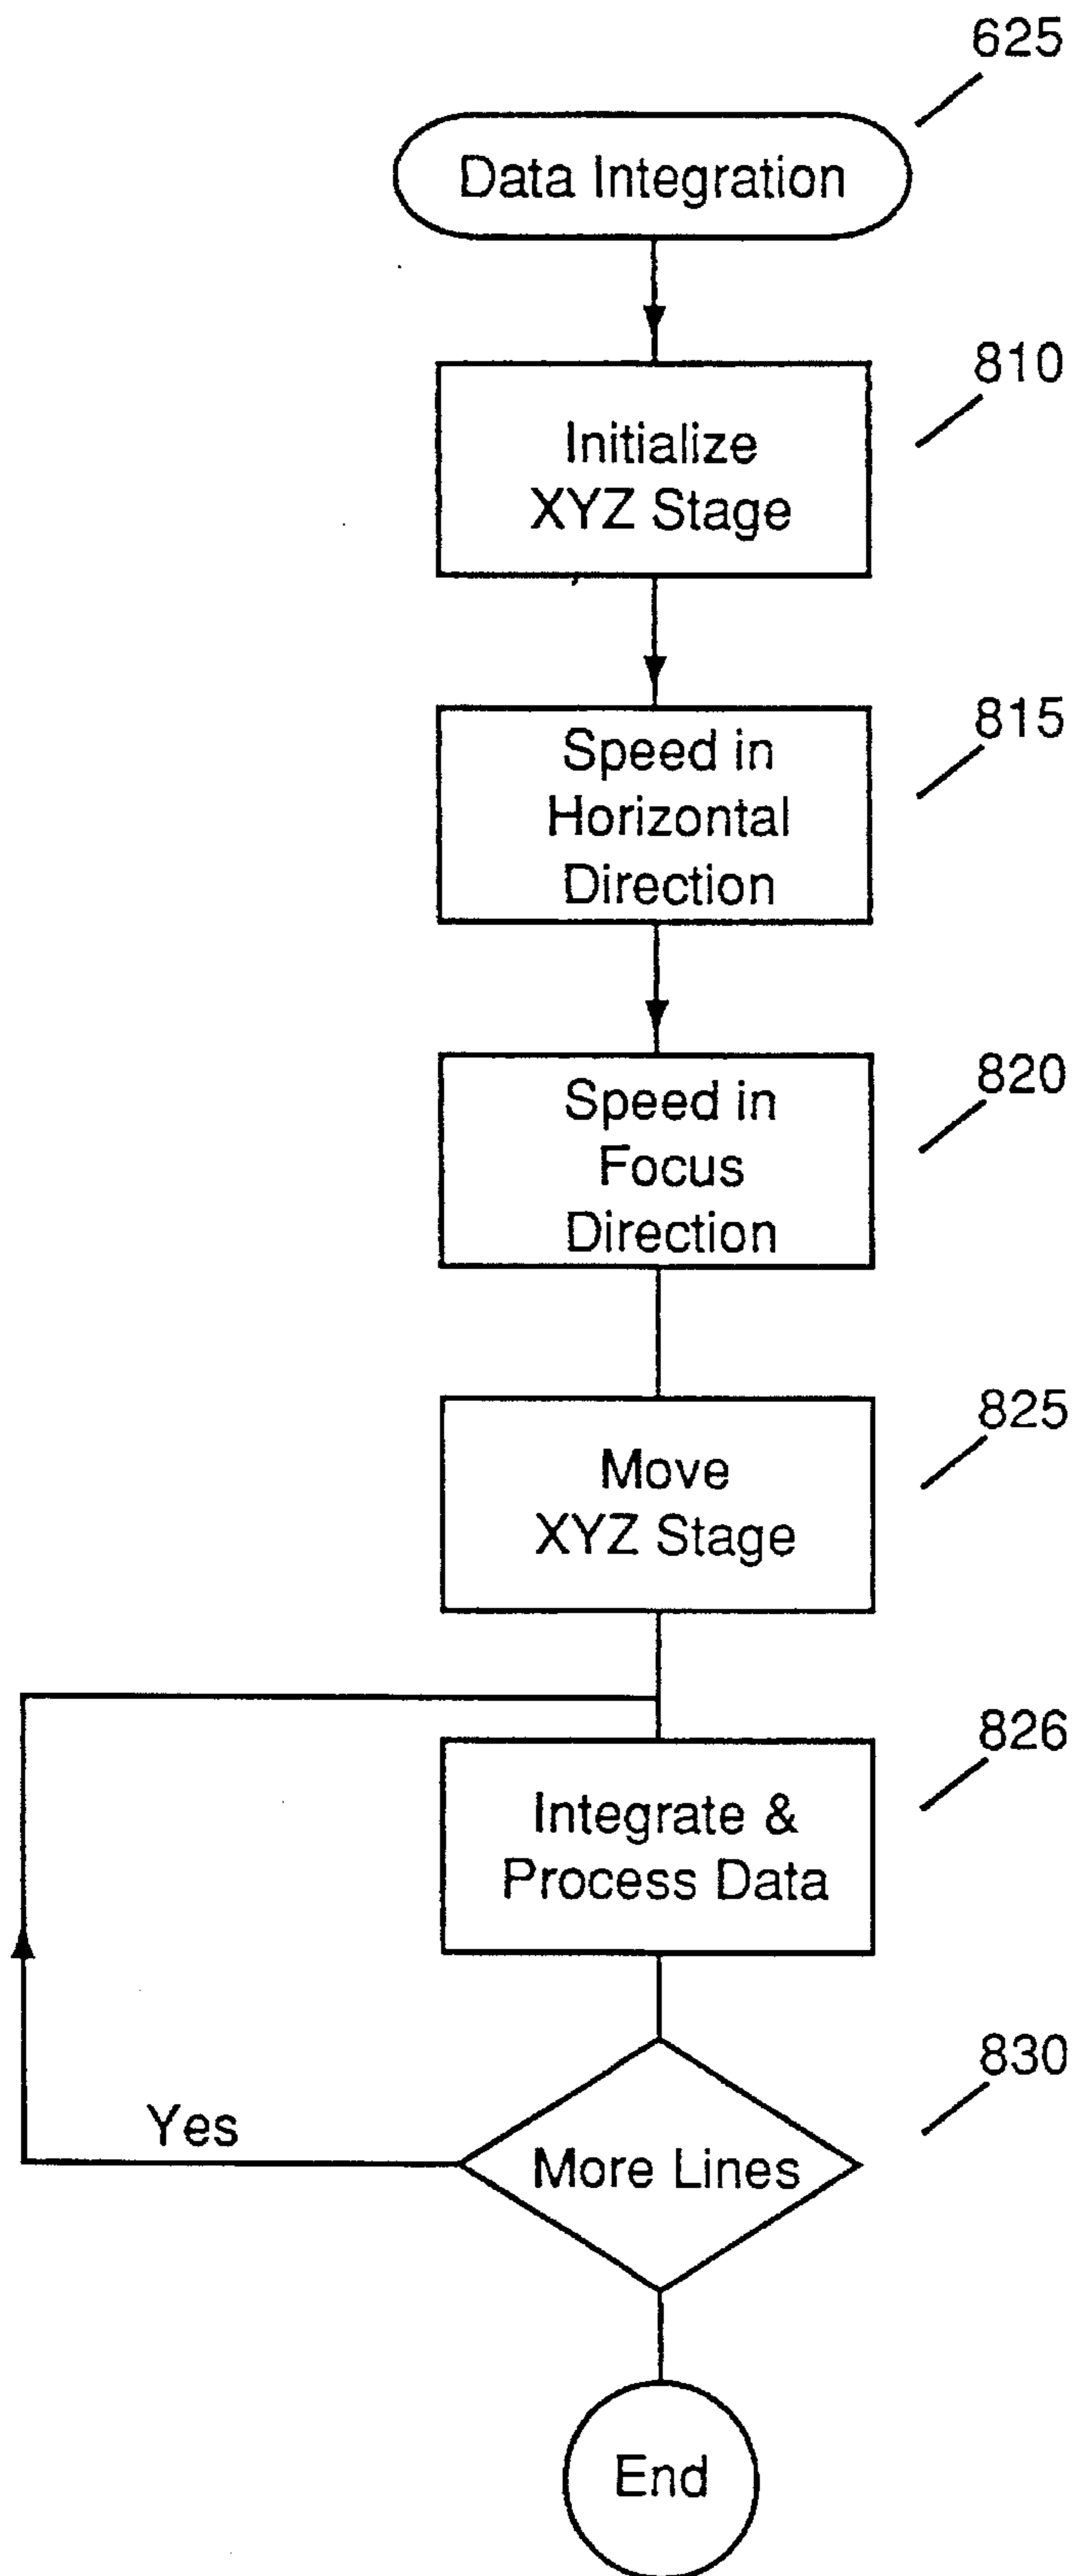 625
Data Integration
810
Initialize
XYZ Stage
815
Speed in
Horizontal
Direction
820
Speed in
Focus
Direction
825
Move
XYZ Stage
826
Integrate &
Process Data
830
Yes
More Lines
End